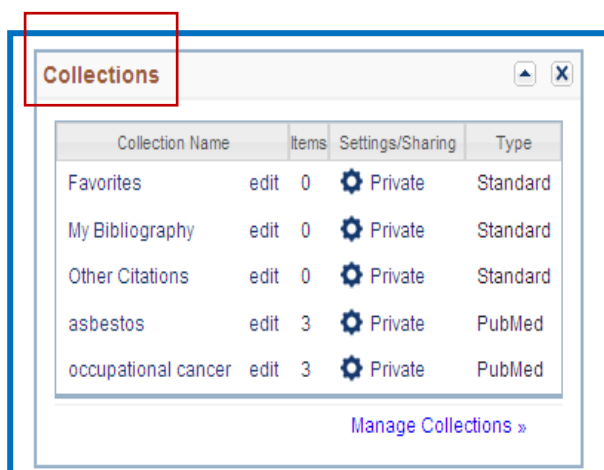 Collections
Collection Name Items Settings/Sharing Type
Favorites edit 0 Private Standard
My Bibliography edit 0 Private Standard
Other Citations edit 0 Private Standard
asbestos edit 3 Private PubMed
occupational cancer edit 3 Private PubMed
Manage Collections »